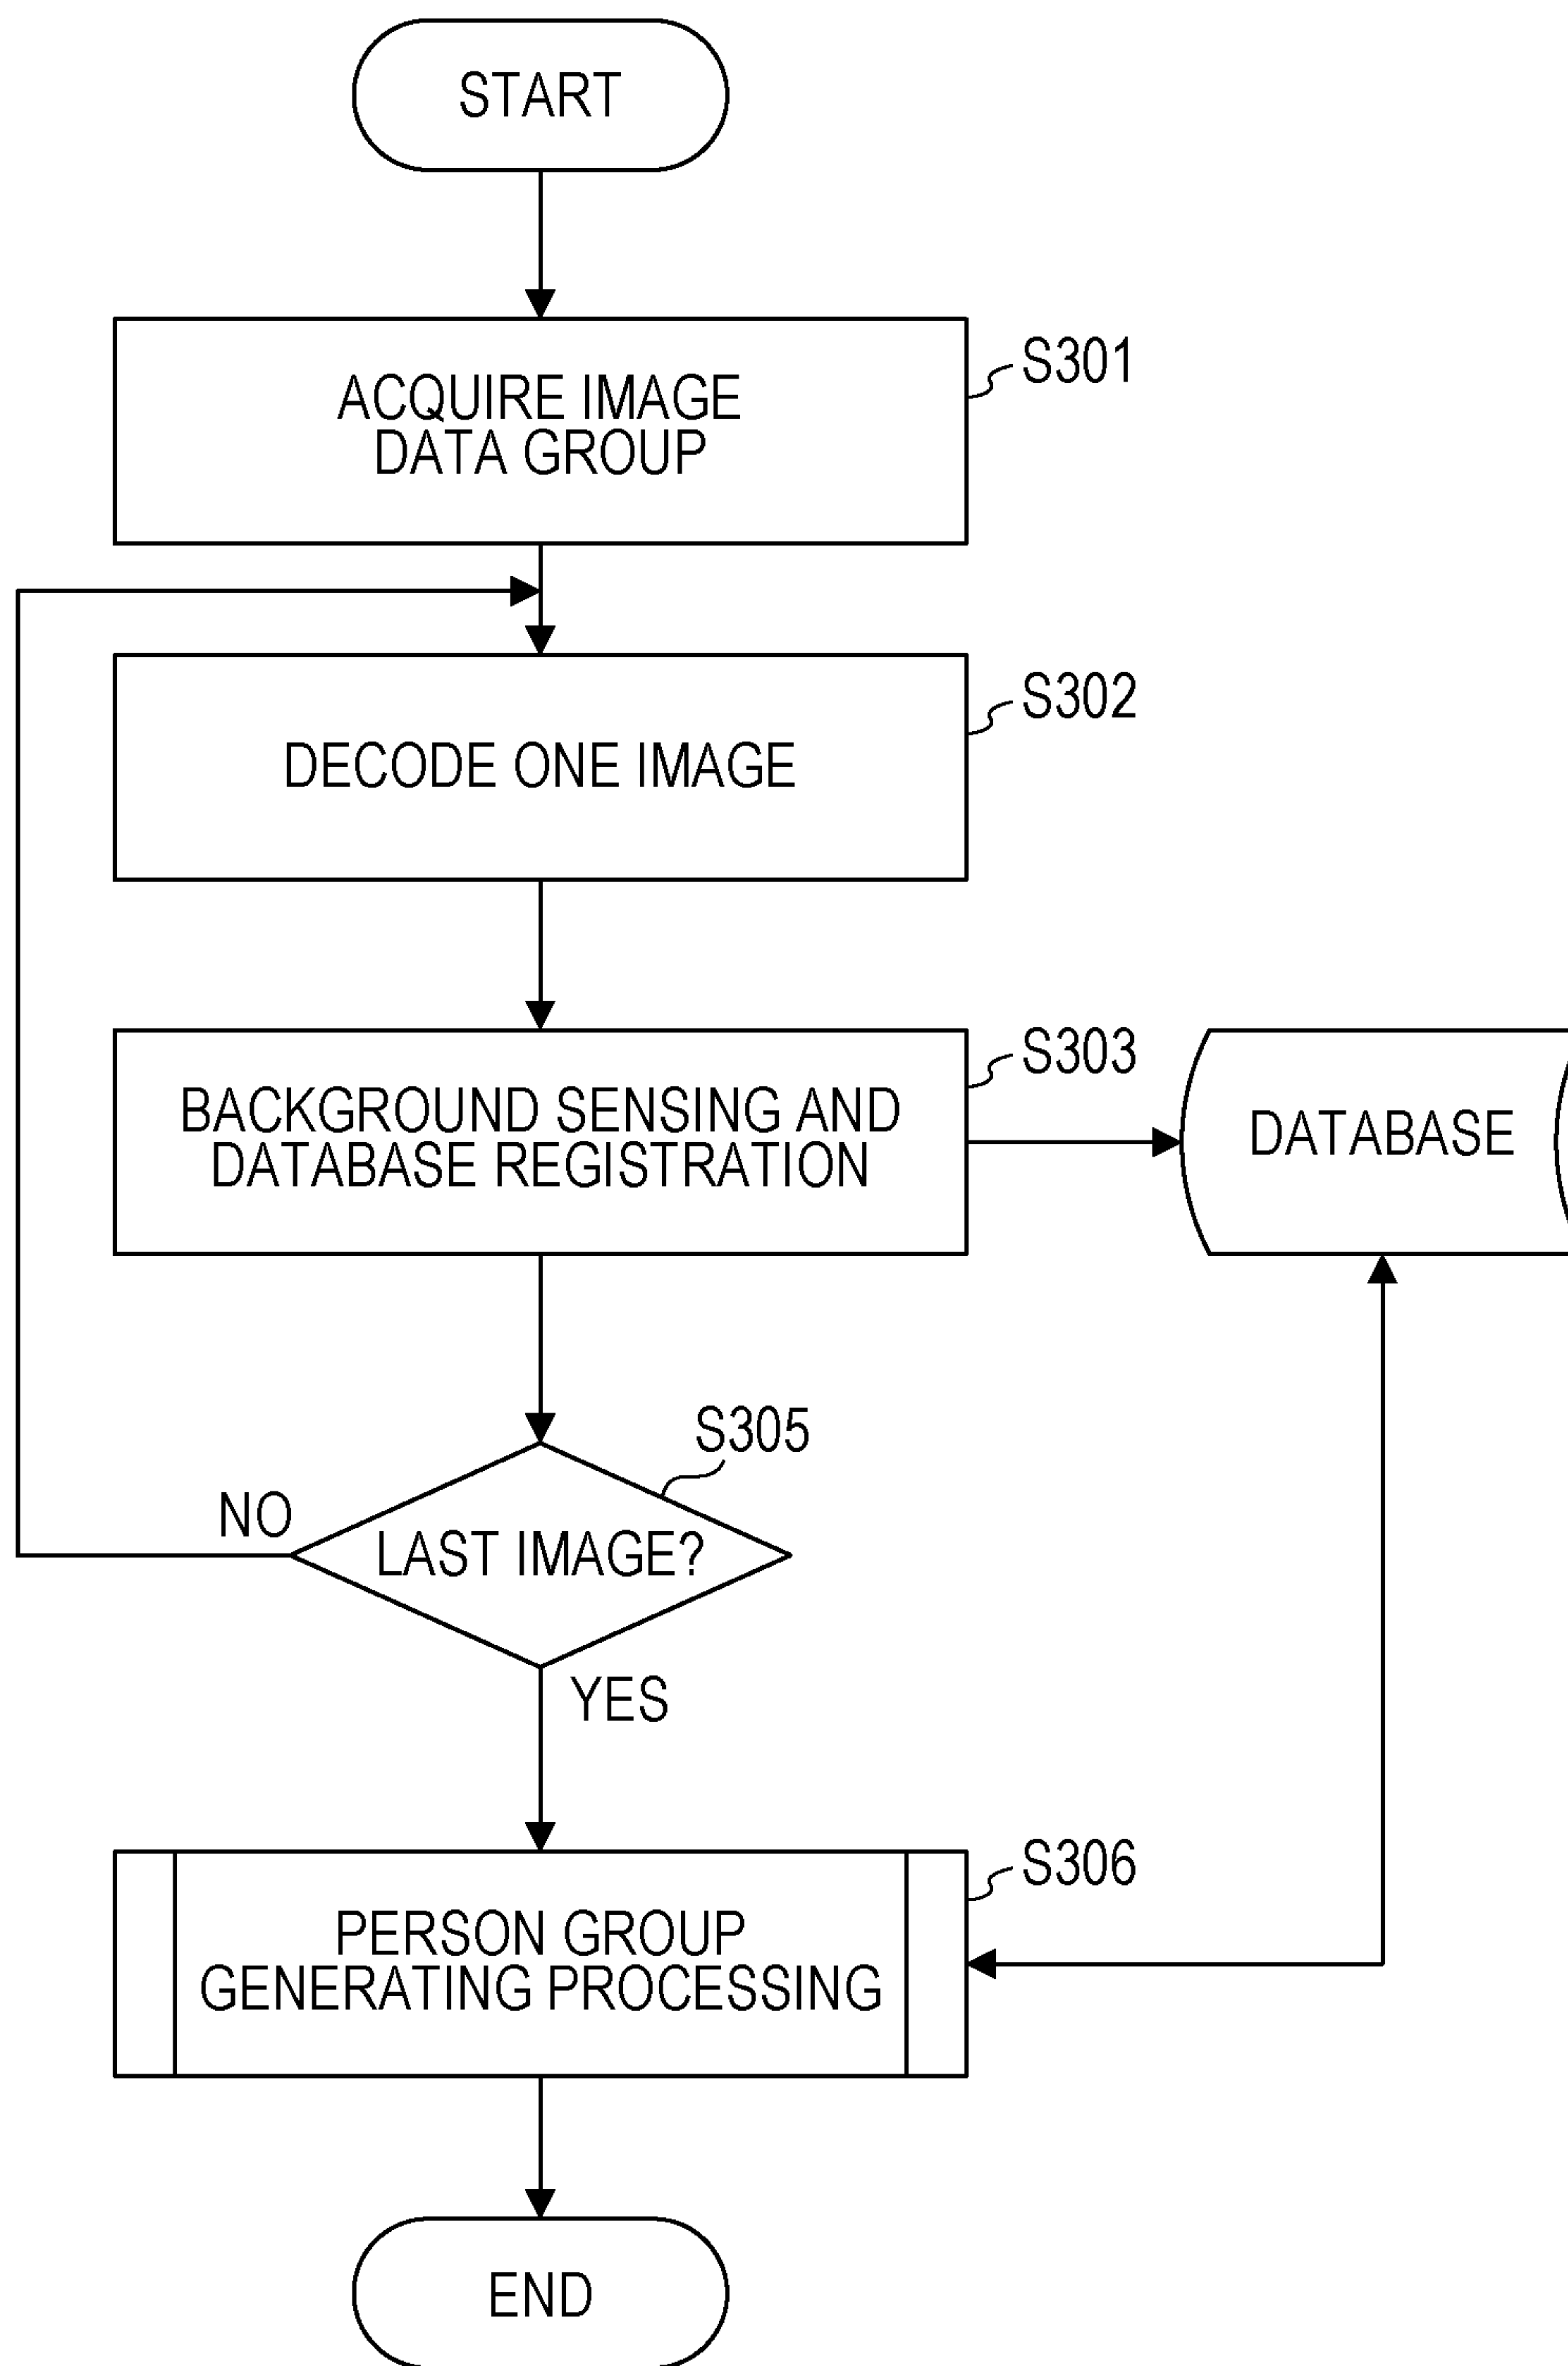 START
ACQUIRE IMAGE
DATA GROUP
S301
DECODE ONE IMAGE
S302
BACKGROUND SENSING AND
DATABASE REGISTRATION
S303
DATABASE
S305
NO
LAST IMAGE?
YES
PERSON GROUP
GENERATING PROCESSING
S306
END